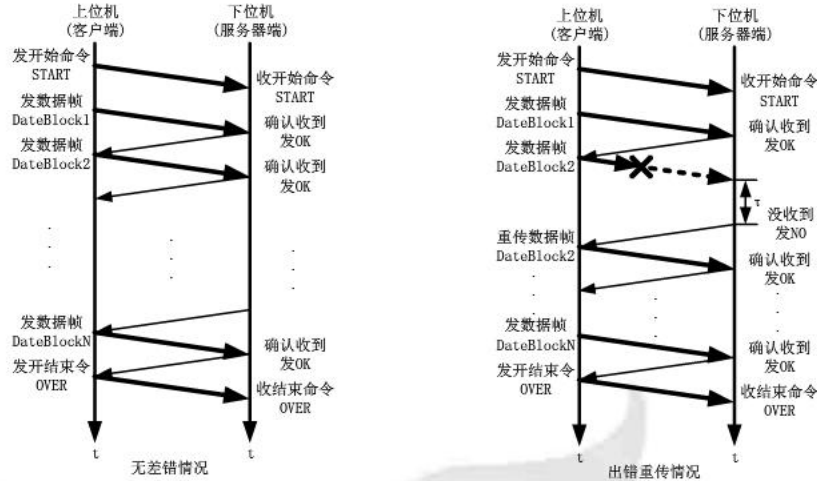 上位机
(客户端)
下位机
(服务器端)
发开始命令
START
收开始命令
START
发数据帧
DateBlock1
确认收到
发OK
发数据帧
DateBlock2
确认收到
发OK
发数据帧
DateBlockN
确认收到
发OK
发开结束令
OVER
收结束命令
OVER
t
t
无差错情况
上位机
(客户端)
下位机
(服务器端)
发开始命令
START
收开始命令
START
发数据帧
DateBlock1
确认收到
发OK
发数据帧
DateBlock2
τ
没收到
发NO
重传数据帧
DateBlock2
确认收到
发OK
发数据帧
DateBlockN
确认收到
发OK
发开结束令
OVER
收结束命令
OVER
t
t
出错重传情况